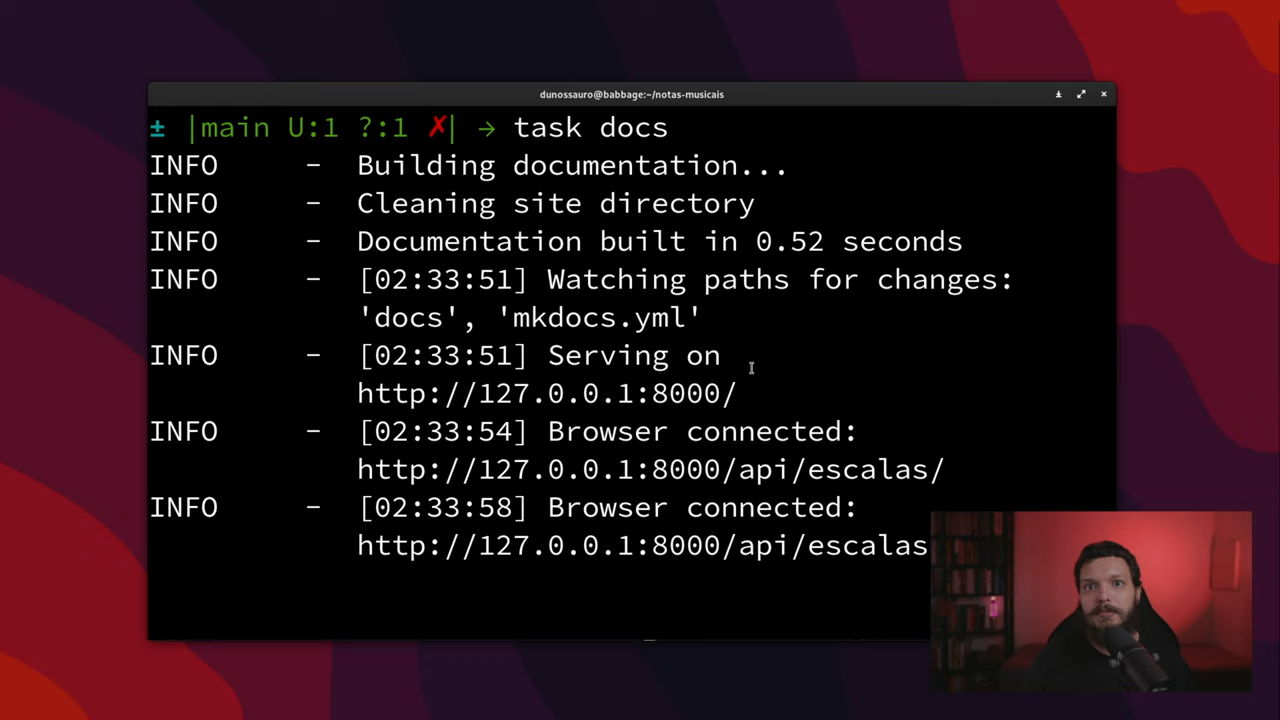 dunossauro@babbage:~/notas-musicais
± |main U:1 ?:1 ✗| → task docs
INFO - Building documentation...
INFO - Cleaning site directory
INFO - Documentation built in 0.52 seconds
INFO - [02:33:51] Watching paths for changes:
'docs', 'mkdocs.yml'
INFO - [02:33:51] Serving on
http://127.0.0.1:8000/
INFO - [02:33:54] Browser connected:
http://127.0.0.1:8000/api/escalas/
INFO - [02:33:58] Browser connected:
http://127.0.0.1:8000/api/escalas